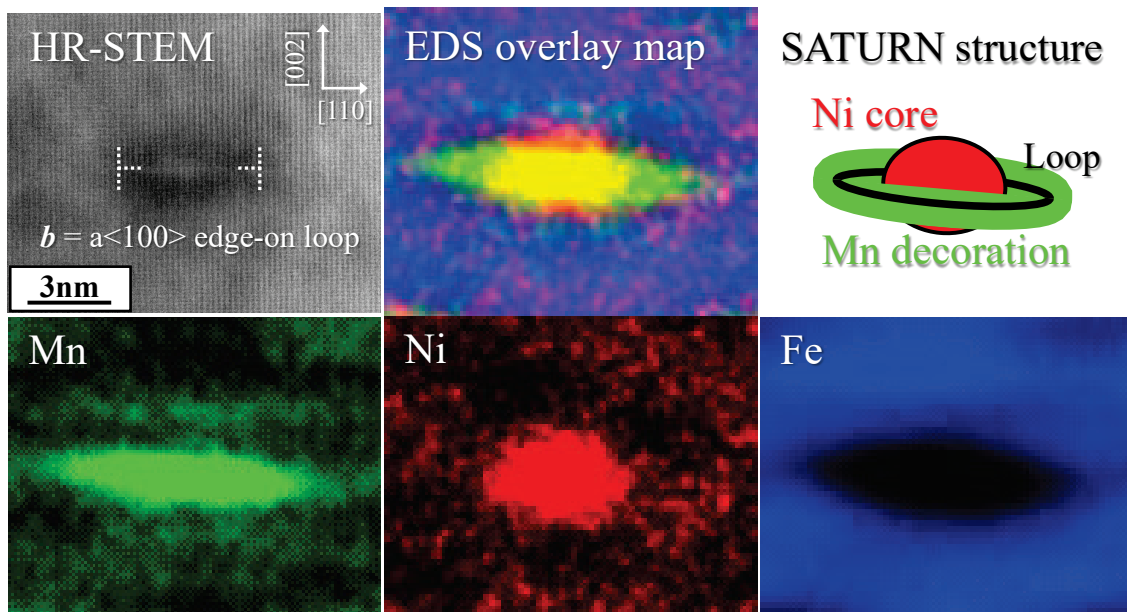 HR-STEM
[002]
[110]
b = a<100> edge-on loop
3nm
EDS overlay map
SATURN structure
Ni core
Loop
Mn decoration
Mn
Ni
Fe